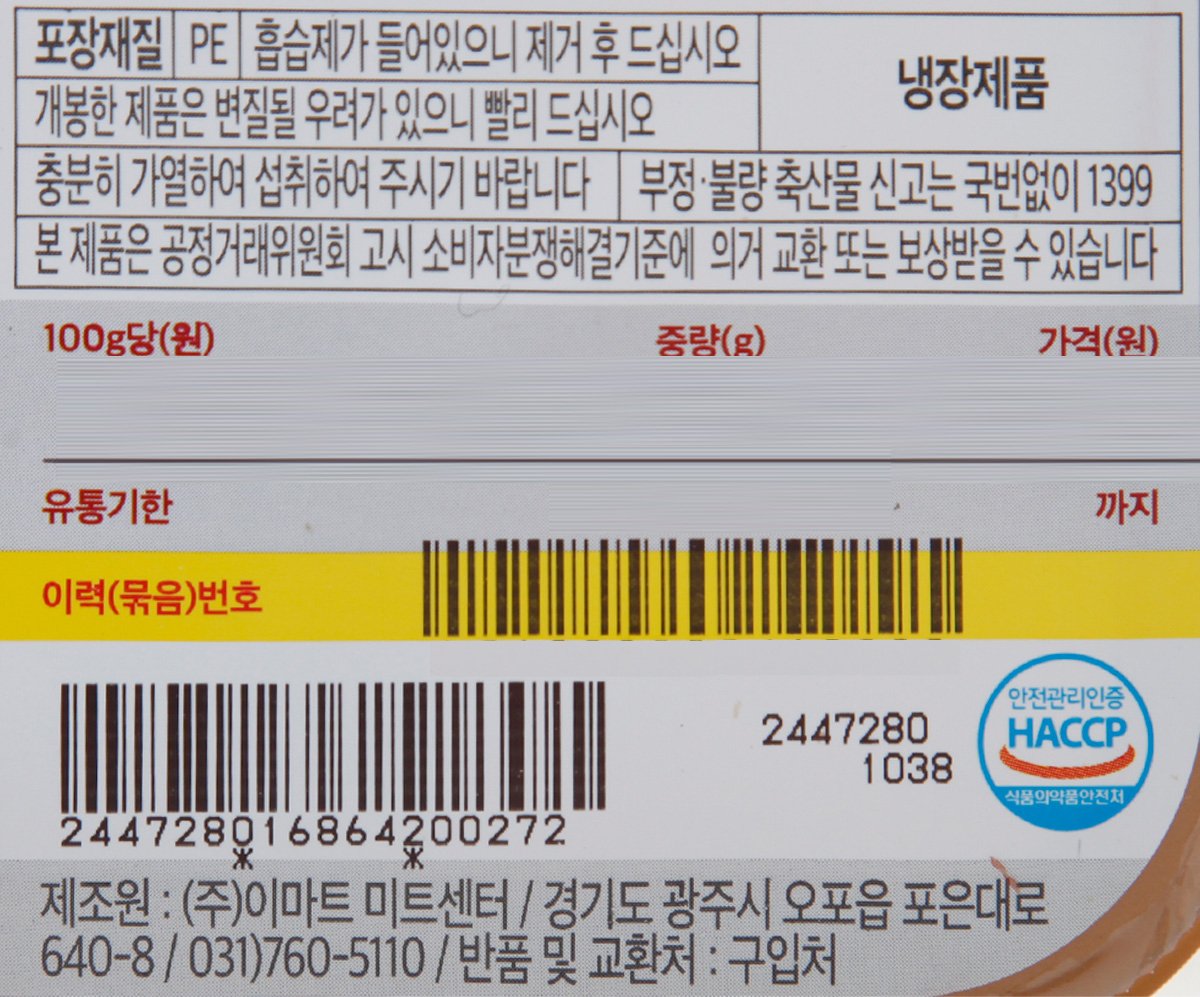 포장재질 PE 흡습제가 들어있으니 제거 후 드십시오
냉장제품
개봉한 제품은 변질될 우려가 있으니 빨리 드십시오
충분히 가열하여 섭취하여 주시기 바랍니다 부정·불량 축산물 신고는 국번없이 1399
본 제품은 공정거래위원회 고시 소비자분쟁해결기준에 의거 교환 또는 보상받을 수 있습니다
100g당(원) 중량(g) 가격(원)
유통기한 까지
이력(묶음)번호
2447280
1038
안전관리인증
HACCP
식품의약품안전처
244728016864200272
제조원 : (주)이마트 미트센터 / 경기도 광주시 오포읍 포은대로
640-8 / 031)760-5110 / 반품 및 교환처 : 구입처